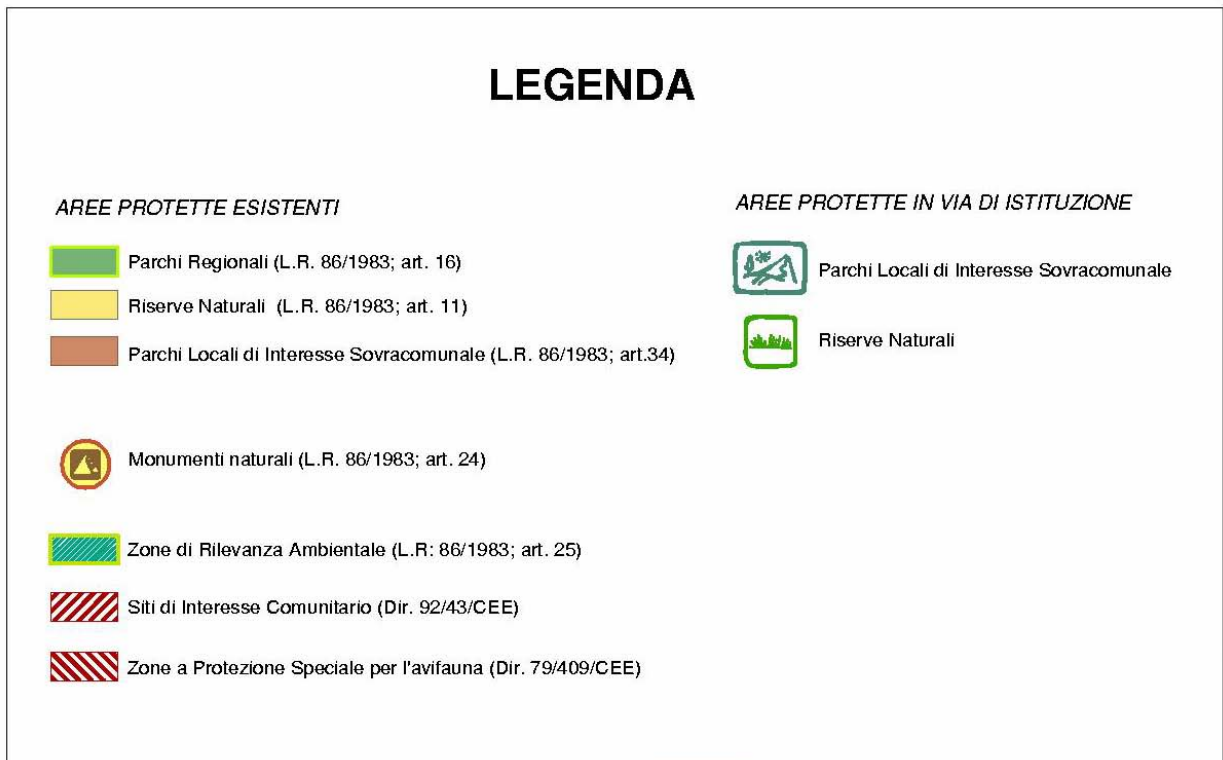 LEGENDA
AREE PROTETTE ESISTENTI
Parchi Regionali (L.R. 86/1983; art. 16)
Riserve Naturali (L.R. 86/1983; art. 11)
Parchi Locali di Interesse Sovracomunale (L.R. 86/1983; art.34)
Monumenti naturali (L.R. 86/1983; art. 24)
Zone di Rilevanza Ambientale (L.R: 86/1983; art. 25)
Siti di Interesse Comunitario (Dir. 92/43/CEE)
Zone a Protezione Speciale per l'avifauna (Dir. 79/409/CEE)
AREE PROTETTE IN VIA DI ISTITUZIONE
Parchi Locali di Interesse Sovracomunale
Riserve Naturali